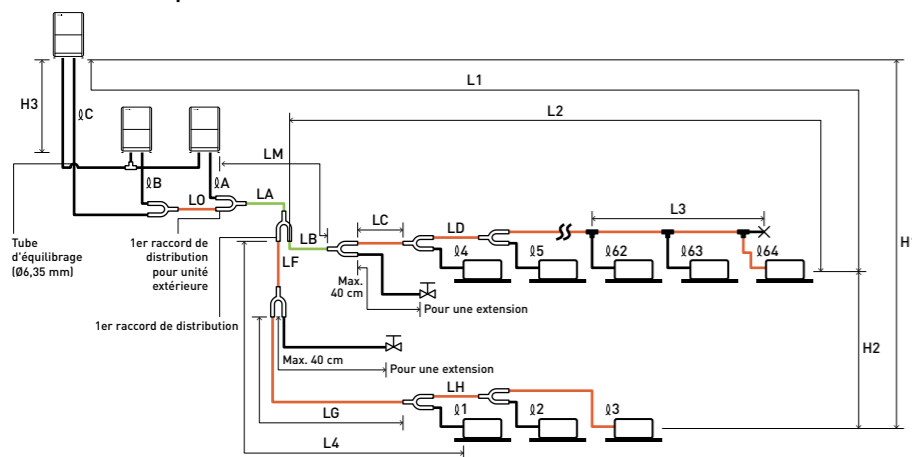 L1
H3
ℓC
L2
LM
ℓB
ℓA
LO
LA
LC
L3
LD
Tube
d'équilibrage
(Ø6,35 mm)
1er raccord de
distribution
pour unité
extérieure
LB
LF
ℓ4
ℓ5
ℓ62
ℓ63
ℓ64
H1
Max.
40 cm
Pour une extension
1er raccord de distribution
H2
Max. 40 cm
Pour une extension
LH
LG
ℓ1
ℓ2
ℓ3
L4